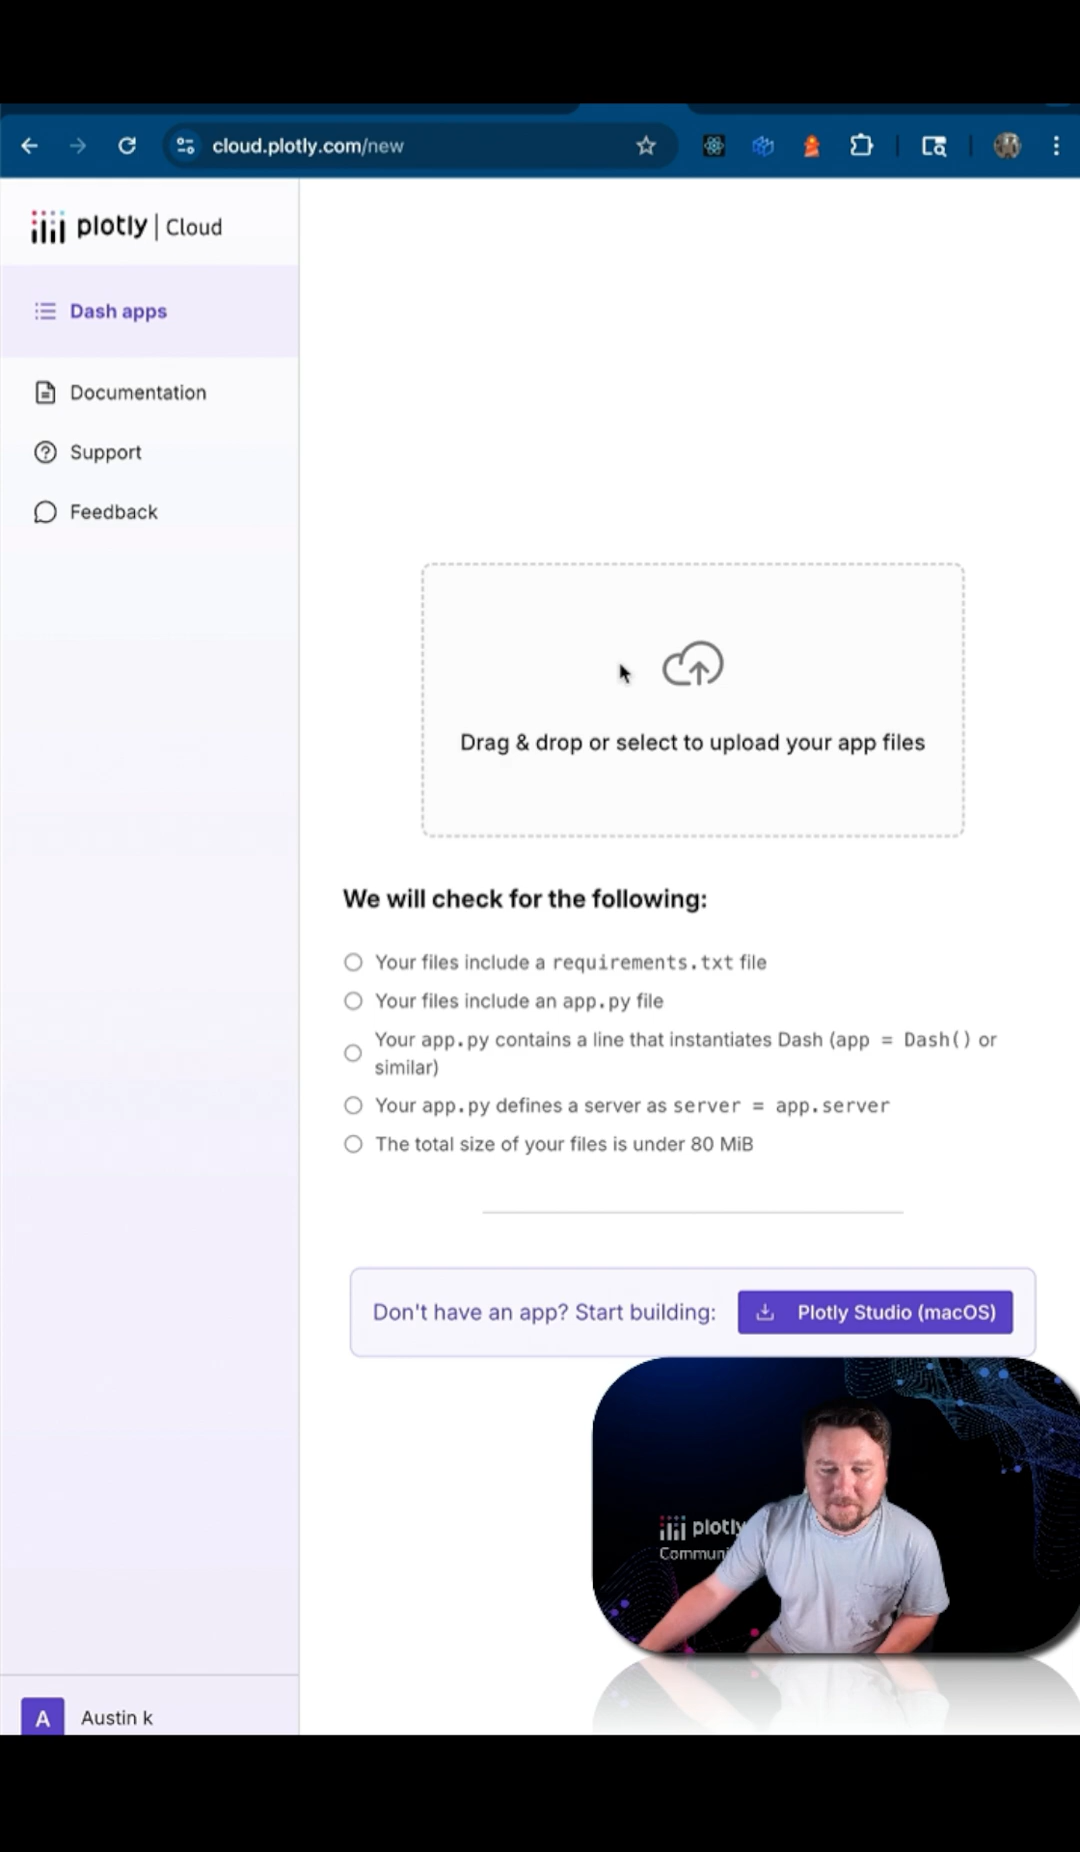 cloud.plotly.com/new
plotly | Cloud
Dash apps
Documentation
Support
Feedback
Drag & drop or select to upload your app files
We will check for the following:
Your files include a requirements.txt file
Your files include an app.py file
Your app.py contains a line that instantiates Dash (app = Dash() or
similar)
Your app.py defines a server as server = app.server
The total size of your files is under 80 MiB
Don't have an app? Start building:
Plotly Studio (macOS)
plotly
Communi
A
Austin k